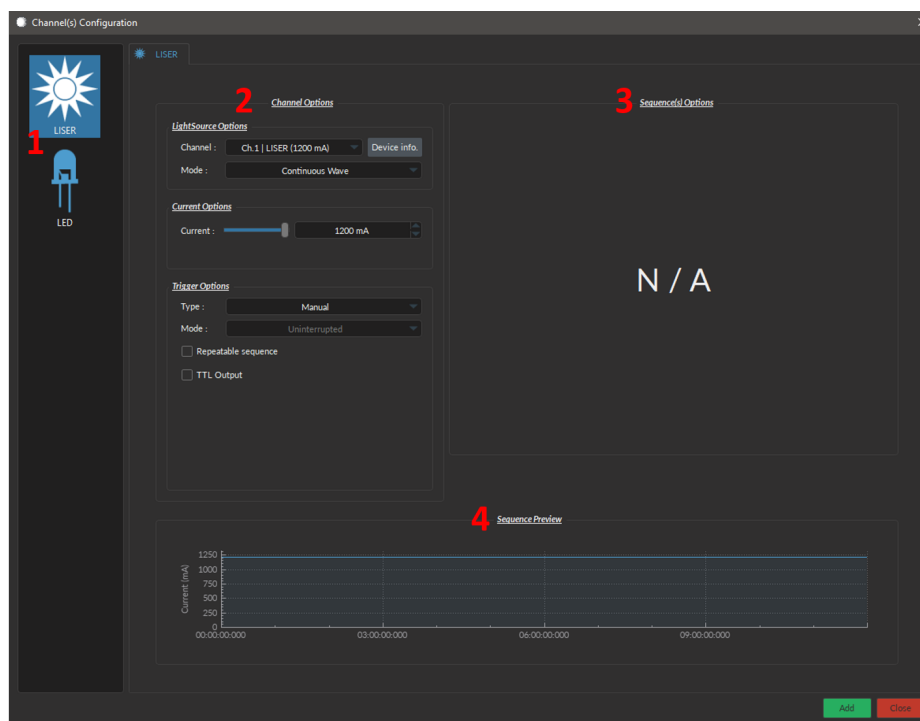 Channel(s) Configuration
LISER
1
LED
LISER
2
Channel Options
LightSource Options
Channel :
Ch.1 | LISER (1200 mA)
Device info.
Mode :
Continuous Wave
Current Options
Current :
1200 mA
Trigger Options
Type :
Manual
Mode :
Uninterrupted
Repeatable sequence
TTL Output
3
Sequence(s) Options
N / A
4
Sequence Preview
Current (mA)
1250
1000
750
500
250
0
00:00:00:000
03:00:00:000
06:00:00:000
09:00:00:000
Add
Close